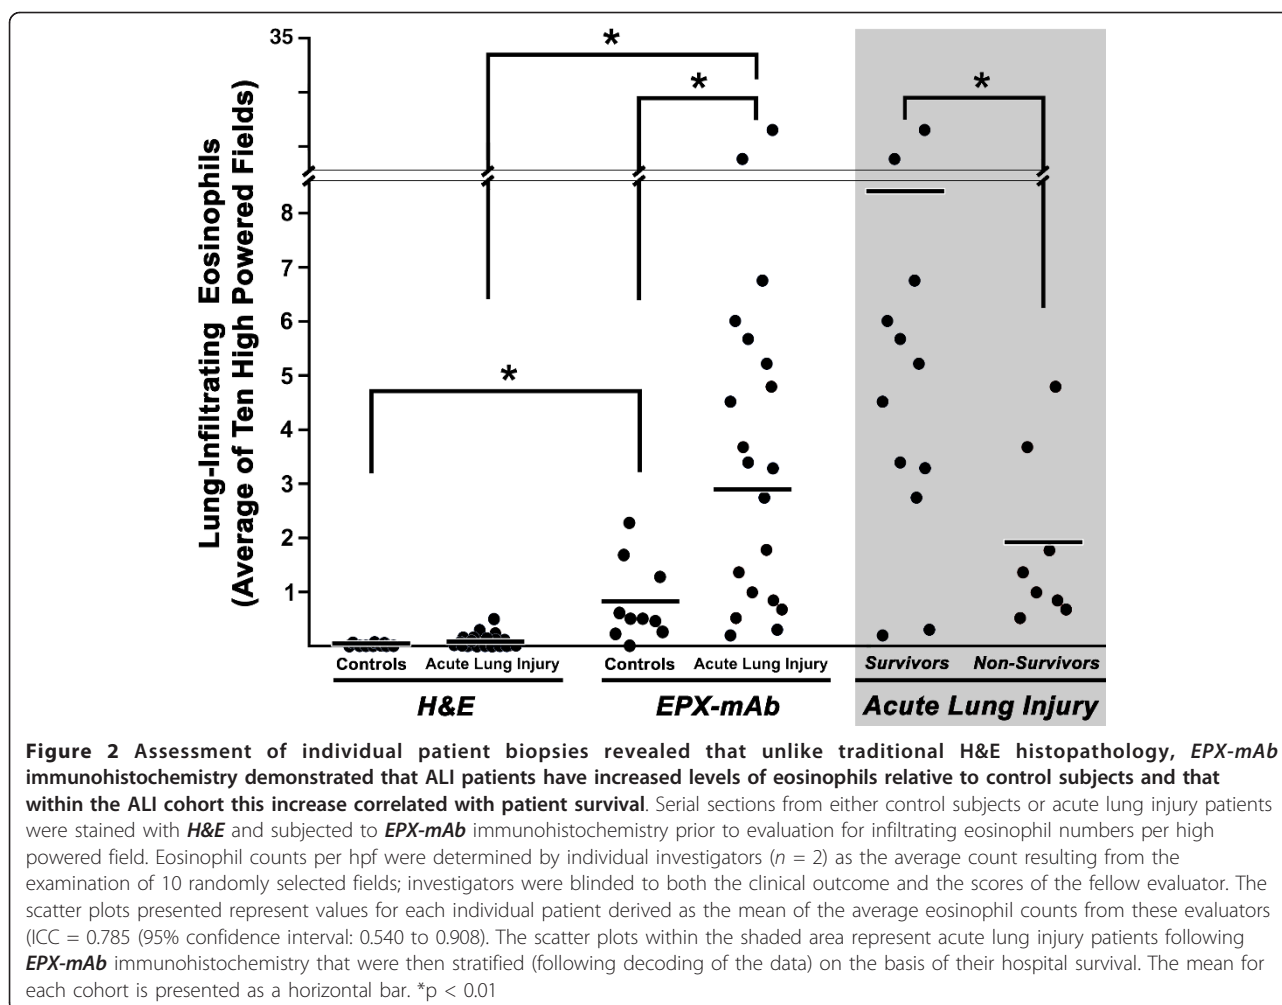 35
*
*
*
Lung-Infiltrating Eosinophils
(Average of Ten High Powered Fields)
8
7
6
5
*
4
3
2
1
Controls Acute Lung Injury Controls Acute Lung Injury Survivors Non-Survivors
H&E EPX-mAb Acute Lung Injury
Figure 2 Assessment of individual patient biopsies revealed that unlike traditional H&E histopathology, EPX-mAb
immunohistochemistry demonstrated that ALI patients have increased levels of eosinophils relative to control subjects and that
within the ALI cohort this increase correlated with patient survival. Serial sections from either control subjects or acute lung injury patients
were stained with H&E and subjected to EPX-mAb immunohistochemistry prior to evaluation for infiltrating eosinophil numbers per high
powered field. Eosinophil counts per hpf were determined by individual investigators (n = 2) as the average count resulting from the
examination of 10 randomly selected fields; investigators were blinded to both the clinical outcome and the scores of the fellow evaluator. The
scatter plots presented represent values for each individual patient derived as the mean of the average eosinophil counts from these evaluators
(ICC = 0.785 (95% confidence interval: 0.540 to 0.908). The scatter plots within the shaded area represent acute lung injury patients following
EPX-mAb immunohistochemistry that were then stratified (following decoding of the data) on the basis of their hospital survival. The mean for
each cohort is presented as a horizontal bar. *p < 0.01